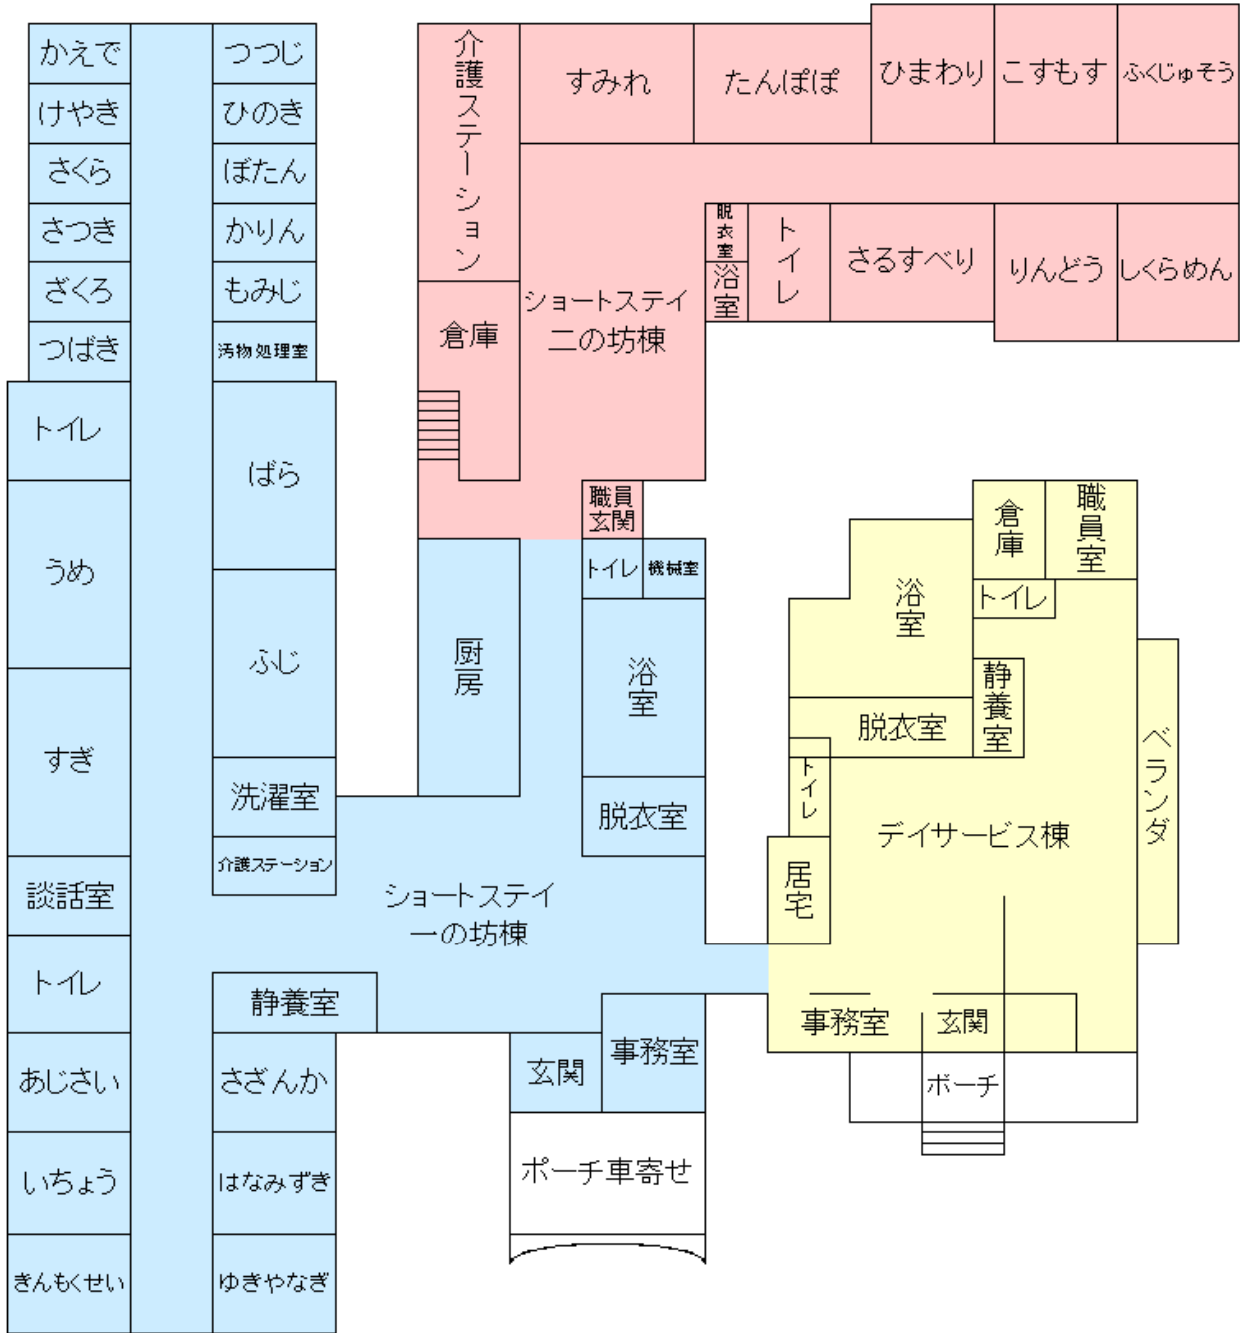 かえで
けやき
さくら
さつき
ざくろ
つばき
トイレ
うめ
すぎ
談話室
トイレ
あじさい
いちょう
きんもくせい
つつじ
ひのき
ぼたん
かりん
もみじ
汚物処理室
ばら
ふじ
洗濯室
介護ステーション
静養室
さざんか
はなみずき
ゆきやなぎ
介護ステーション
倉庫
すみれ
たんぽぽ
ひまわり
こすもす
ふくじゅそう
脱衣室
浴室
トイレ
さるすべり
りんどう
しくらめん
ショートステイ
二の坊棟
職員
玄関
厨房
トイレ
機械室
浴室
脱衣室
ショートステイ
一の坊棟
玄関
事務室
ポーチ車寄せ
倉庫
職員室
浴室
トイレ
静養室
脱衣室
トイレ
居宅
デイサービス棟
ベランダ
事務室
玄関
ポーチ